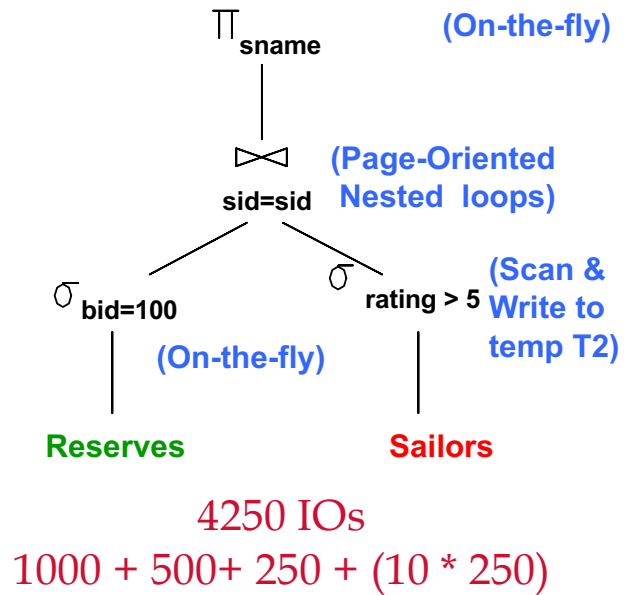 π sname (On-the-fly)
⋈ (Page-Oriented
sid=sid Nested loops)
σ bid=100
σ rating > 5 (Scan &
Write to
temp T2)
(On-the-fly)
Reserves Sailors
4250 IOs
1000 + 500+ 250 + (10 * 250)